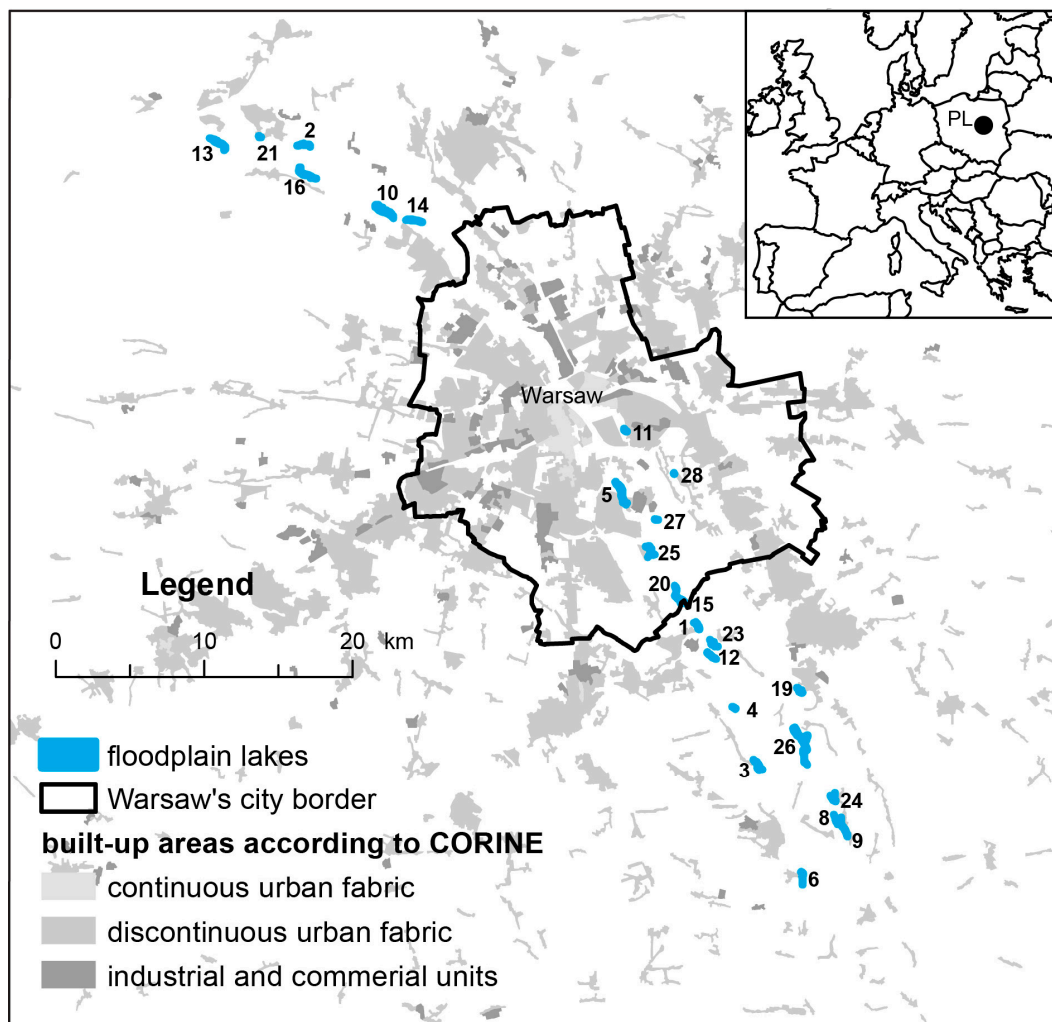 PL
2
13
21
16
10
14
Warsaw
11
28
5
27
25
20
15
1
23
12
19
4
26
3
24
8
9
6
Legend
0 10 20 km
floodplain lakes
Warsaw's city border
built-up areas according to CORINE
continuous urban fabric
discontinuous urban fabric
industrial and commerial units